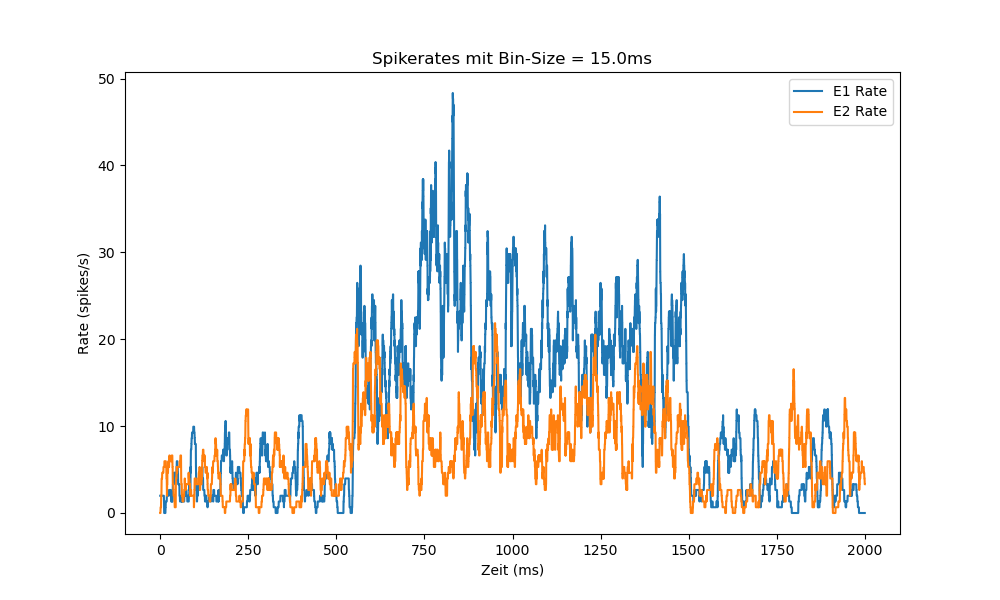 Spikerates mit Bin-Size = 15.0ms
E1 Rate
E2 Rate
50
40
30
20
10
0
Rate (spikes/s)
0 250 500 750 1000 1250 1500 1750 2000
Zeit (ms)